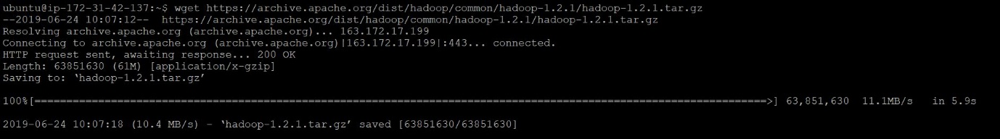 ubuntu@ip-172-31-42-137:~$ wget https://archive.apache.org/dist/hadoop/common/hadoop-1.2.1/hadoop-1.2.1.tar.gz
--2019-06-24 10:07:12--  https://archive.apache.org/dist/hadoop/common/hadoop-1.2.1/hadoop-1.2.1.tar.gz
Resolving archive.apache.org (archive.apache.org)... 163.172.17.199
Connecting to archive.apache.org (archive.apache.org)|163.172.17.199|:443... connected.
HTTP request sent, awaiting response... 200 OK
Length: 63851630 (61M) [application/x-gzip]
Saving to: ‘hadoop-1.2.1.tar.gz’
100%[=====================================================================================================================>] 63,851,630  11.1MB/s   in 5.9s
2019-06-24 10:07:18 (10.4 MB/s) - ‘hadoop-1.2.1.tar.gz’ saved [63851630/63851630]